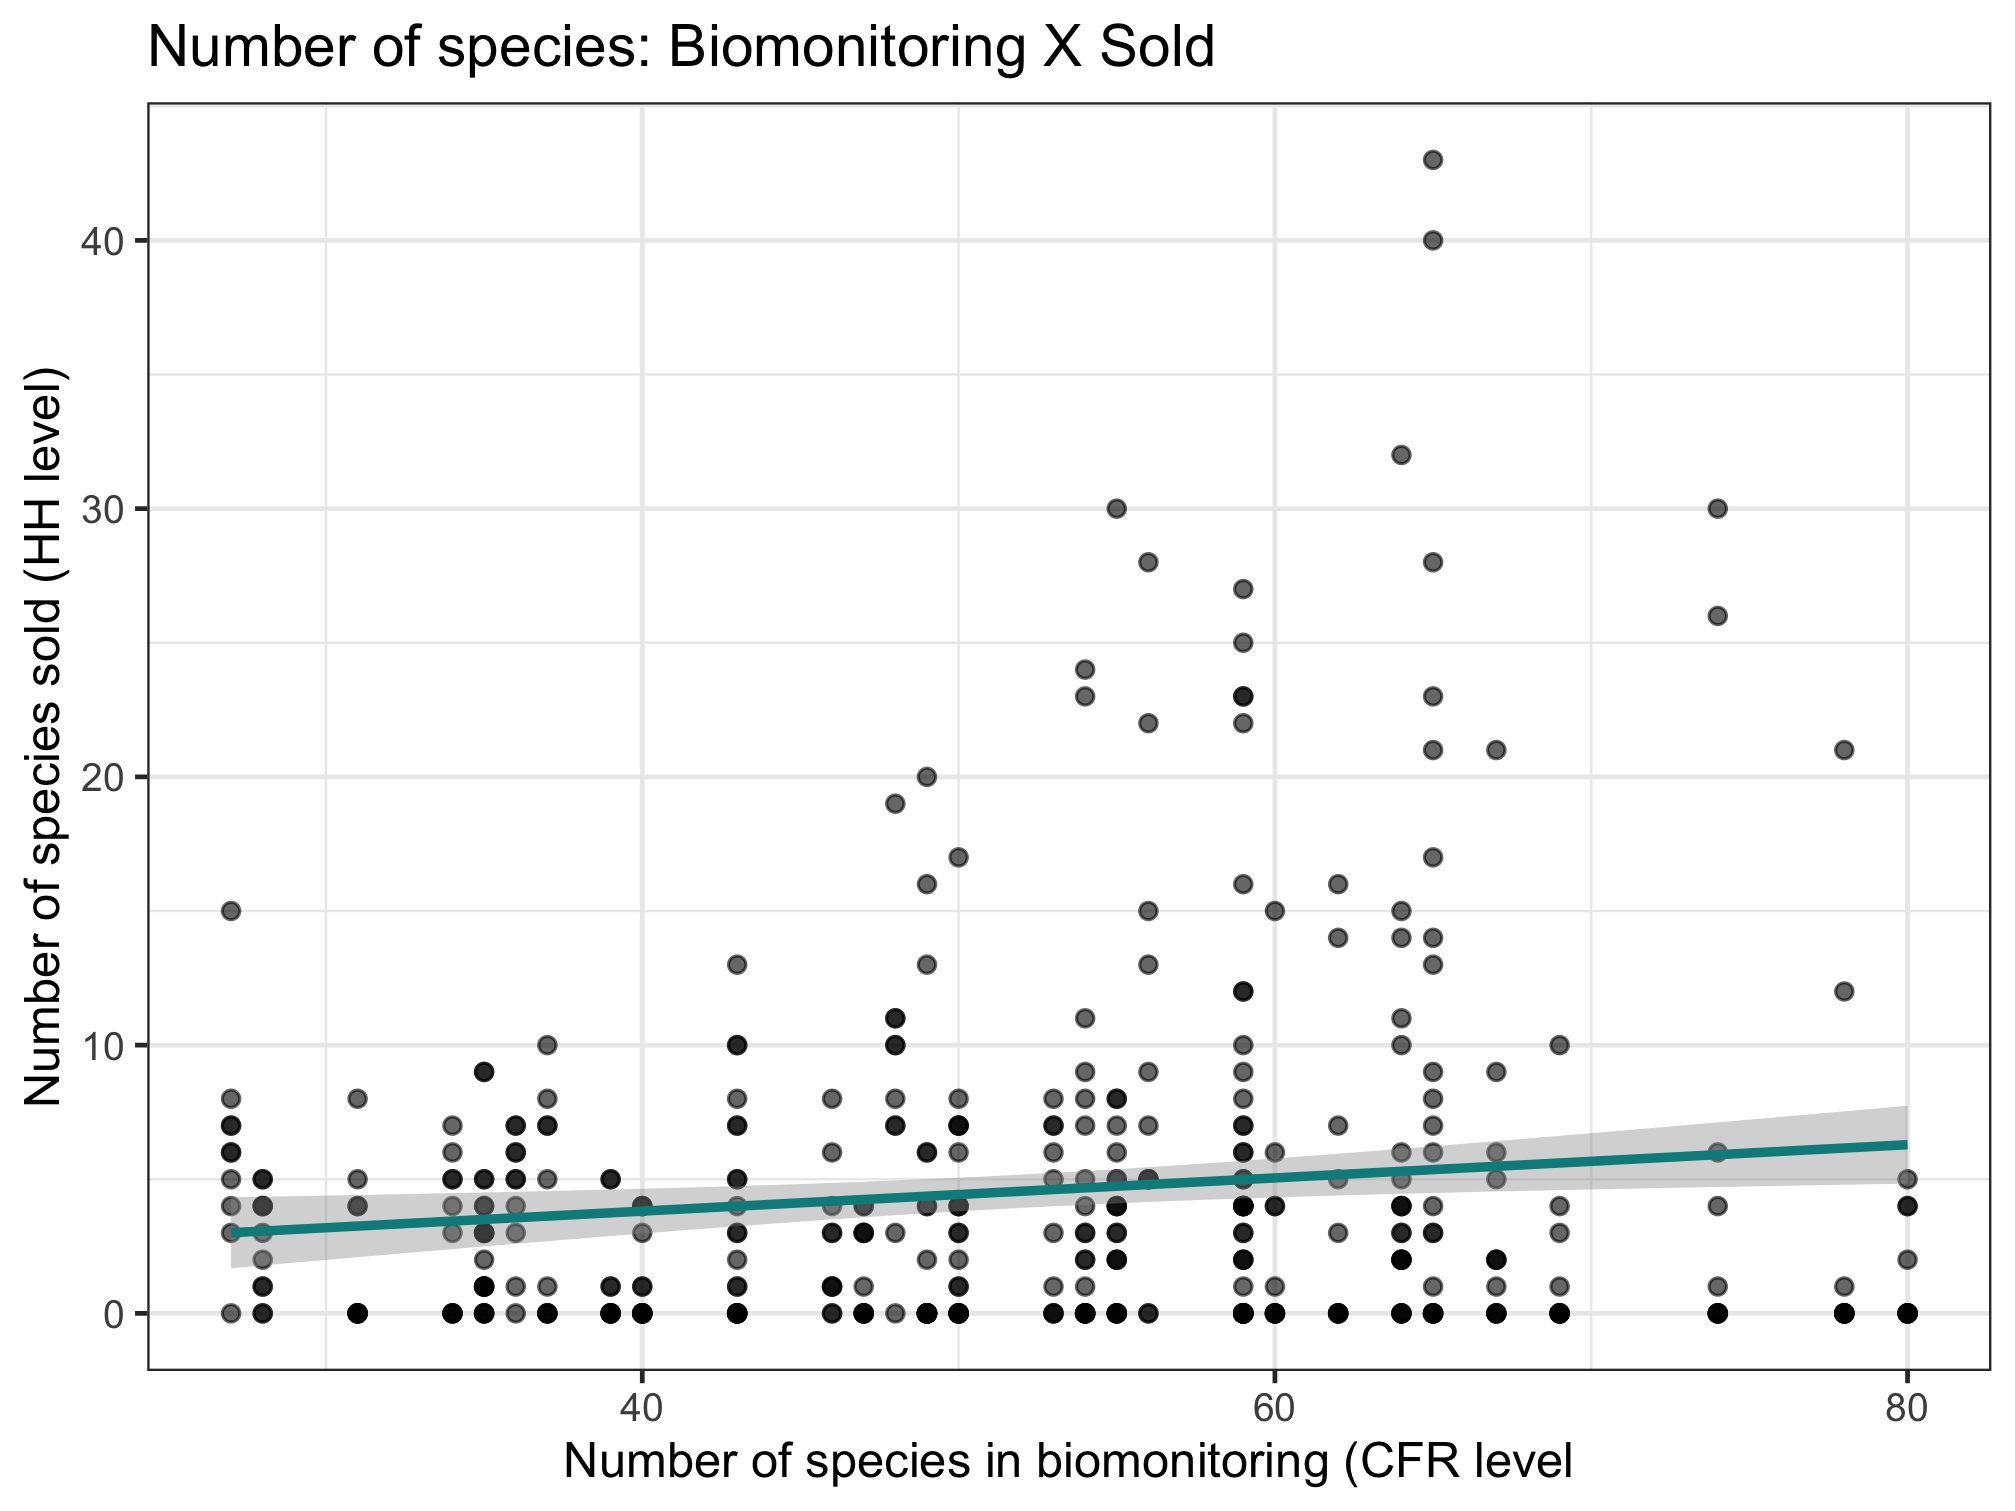 Number of species: Biomonitoring X Sold
Number of species sold (HH level)
40
30
20
10
0
40 60 80
Number of species in biomonitoring (CFR level